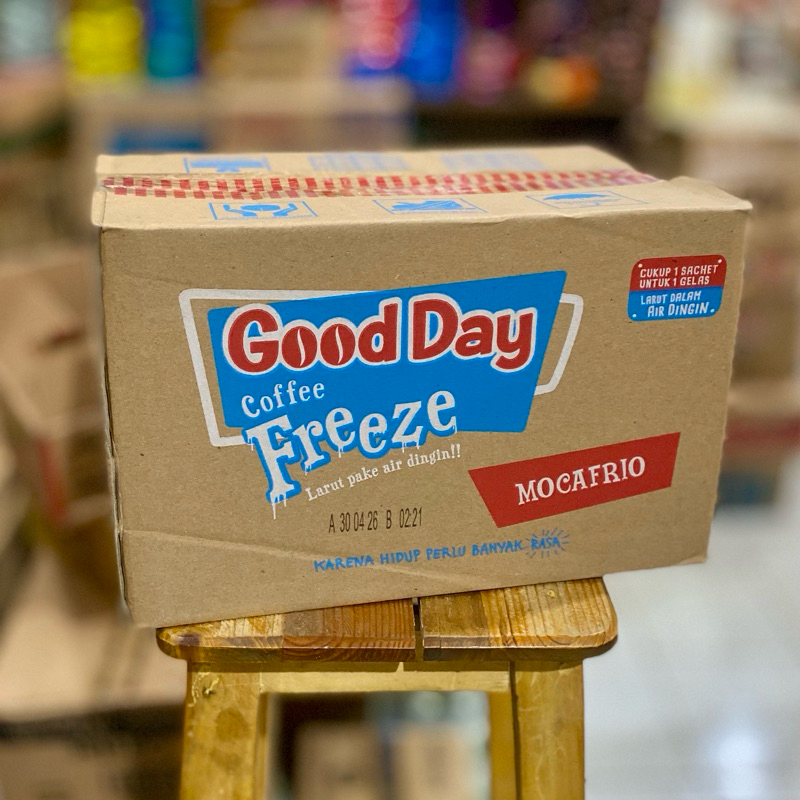 CUKUP 1 SACHET
UNTUK 1 GELAS
LARUT DALAM
AIR DINGIN
Good Day
Coffee
Freeze
Larut pake air dingin!!
MOCAFRIO
A 30 04 26 B 02:21
KARENA HIDUP PERLU BANYAK RASA